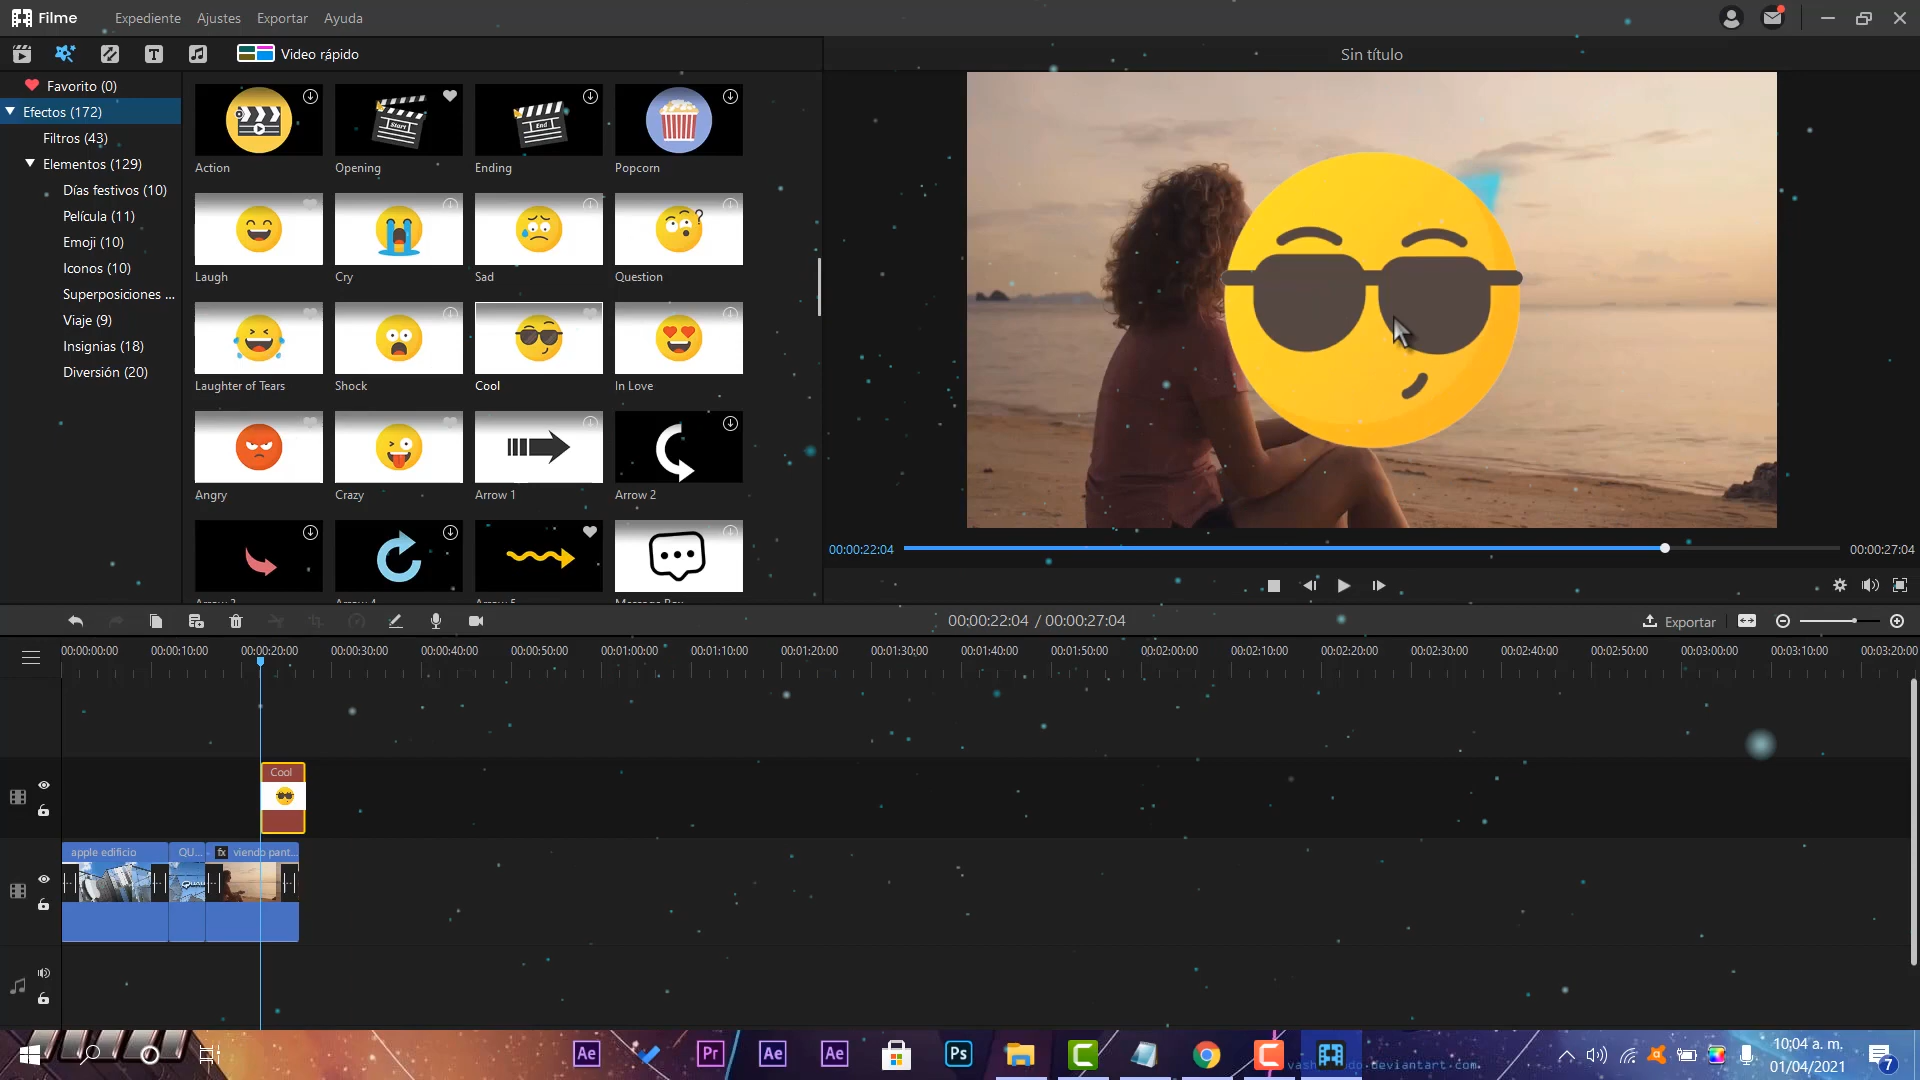 Filme
Expediente Ajustes Exportar Ayuda
Video rápido
Sin título
Favorito (0)
Efectos (172)
Filtros (43)
Elementos (129)
Días festivos (10)
Película (11)
Emoji (10)
Iconos (10)
Superposiciones ...
Viaje (9)
Insignias (18)
Diversión (20)
Action
Start
Opening
End
Ending
Popcorn
Laugh
Cry
Sad
Question
Laughter of Tears
Shock
Cool
In Love
Angry
Crazy
Arrow 1
Arrow 2
00:00:22:04
00:00:27:04
00:00:22:04 / 00:00:27:04
Exportar
00:00:00:00 00:00:10:00 00:00:20:00 00:00:30:00 00:00:40:00 00:00:50:00 00:01:00:00 00:01:10:00 00:01:20:00 00:01:30:00 00:01:40:00 00:01:50:00 00:02:00:00 00:02:10:00 00:02:20:00 00:02:30:00 00:02:40:00 00:02:50:00 00:03:00:00 00:03:10:00 00:03:20:00
Cool
apple edificio
QU...
fx viendo pant...
Ae
Pr
Ae
Ae
Ps
10:04 a. m.
01/04/2021
7